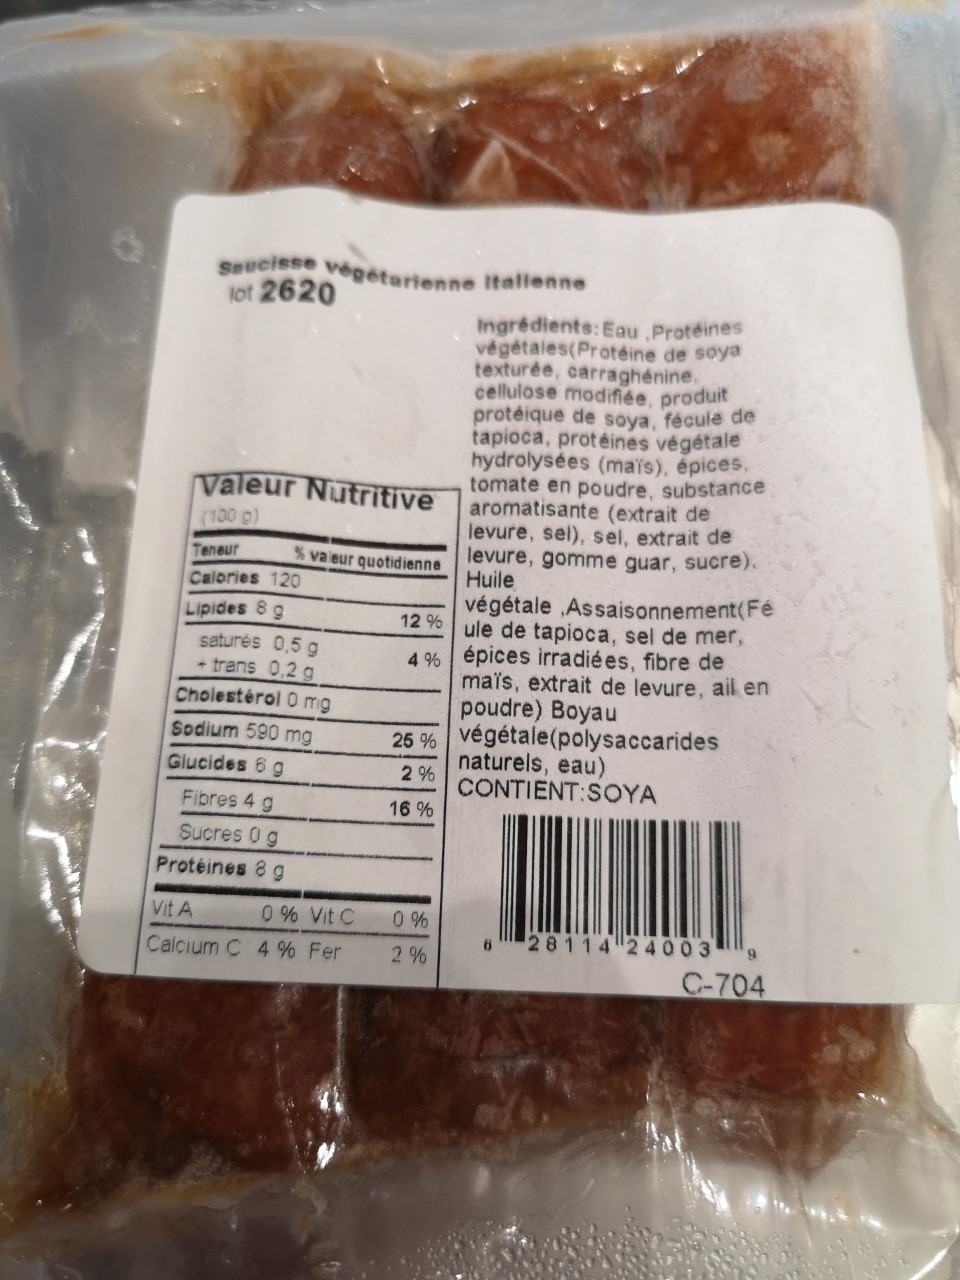 Saucisse végétarienne italienne
lot 2620
Ingrédients: Eau ,Protéines
végétales(Protéine de soya
texturée, carraghénine,
cellulose modifiée, produit
protéique de soya, fécule de
tapioca, protéines végétale
hydrolysées (maïs), épices,
tomate en poudre, substance
aromatisante (extrait de
levure, sel), sel, extrait de
levure, gomme guar, sucre),
Huile
végétale ,Assaisonnement(Fé
ule de tapioca, sel de mer,
épices irradiées, fibre de
maïs, extrait de levure, ail en
poudre) Boyau
végétale(polysaccarides
naturels, eau)
CONTIENT:SOYA
Valeur Nutritive
(100 g)
Teneur % valeur quotidienne
Calories 120
Lipides 8 g 12 %
saturés 0,5 g
+ trans 0,2 g 4 %
Cholestérol 0 mg
Sodium 590 mg 25 %
Glucides 6 g 2 %
Fibres 4 g 16 %
Sucres 0 g
Protéines 8 g
Vit A 0 % Vit C 0 %
Calcium C 4 % Fer 2 %
6 28114 24003 9
C-704